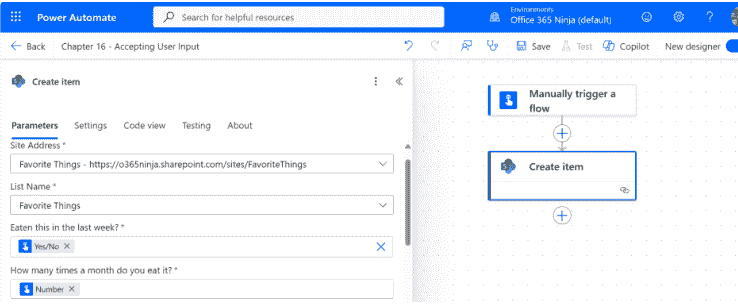 Power Automate
Search for helpful resources
Environments
Office 365 Ninja (default)
Back
Chapter 16 - Accepting User Input
Save
Test
Copilot
New designer
Create item
Parameters
Settings
Code view
Testing
About
Site Address *
Favorite Things - https://o365ninja.sharepoint.com/sites/FavoriteThings
List Name *
Favorite Things
Eaten this in the last week? *
Yes/No
How many times a month do you eat it? *
Number
Manually trigger a
flow
Create item